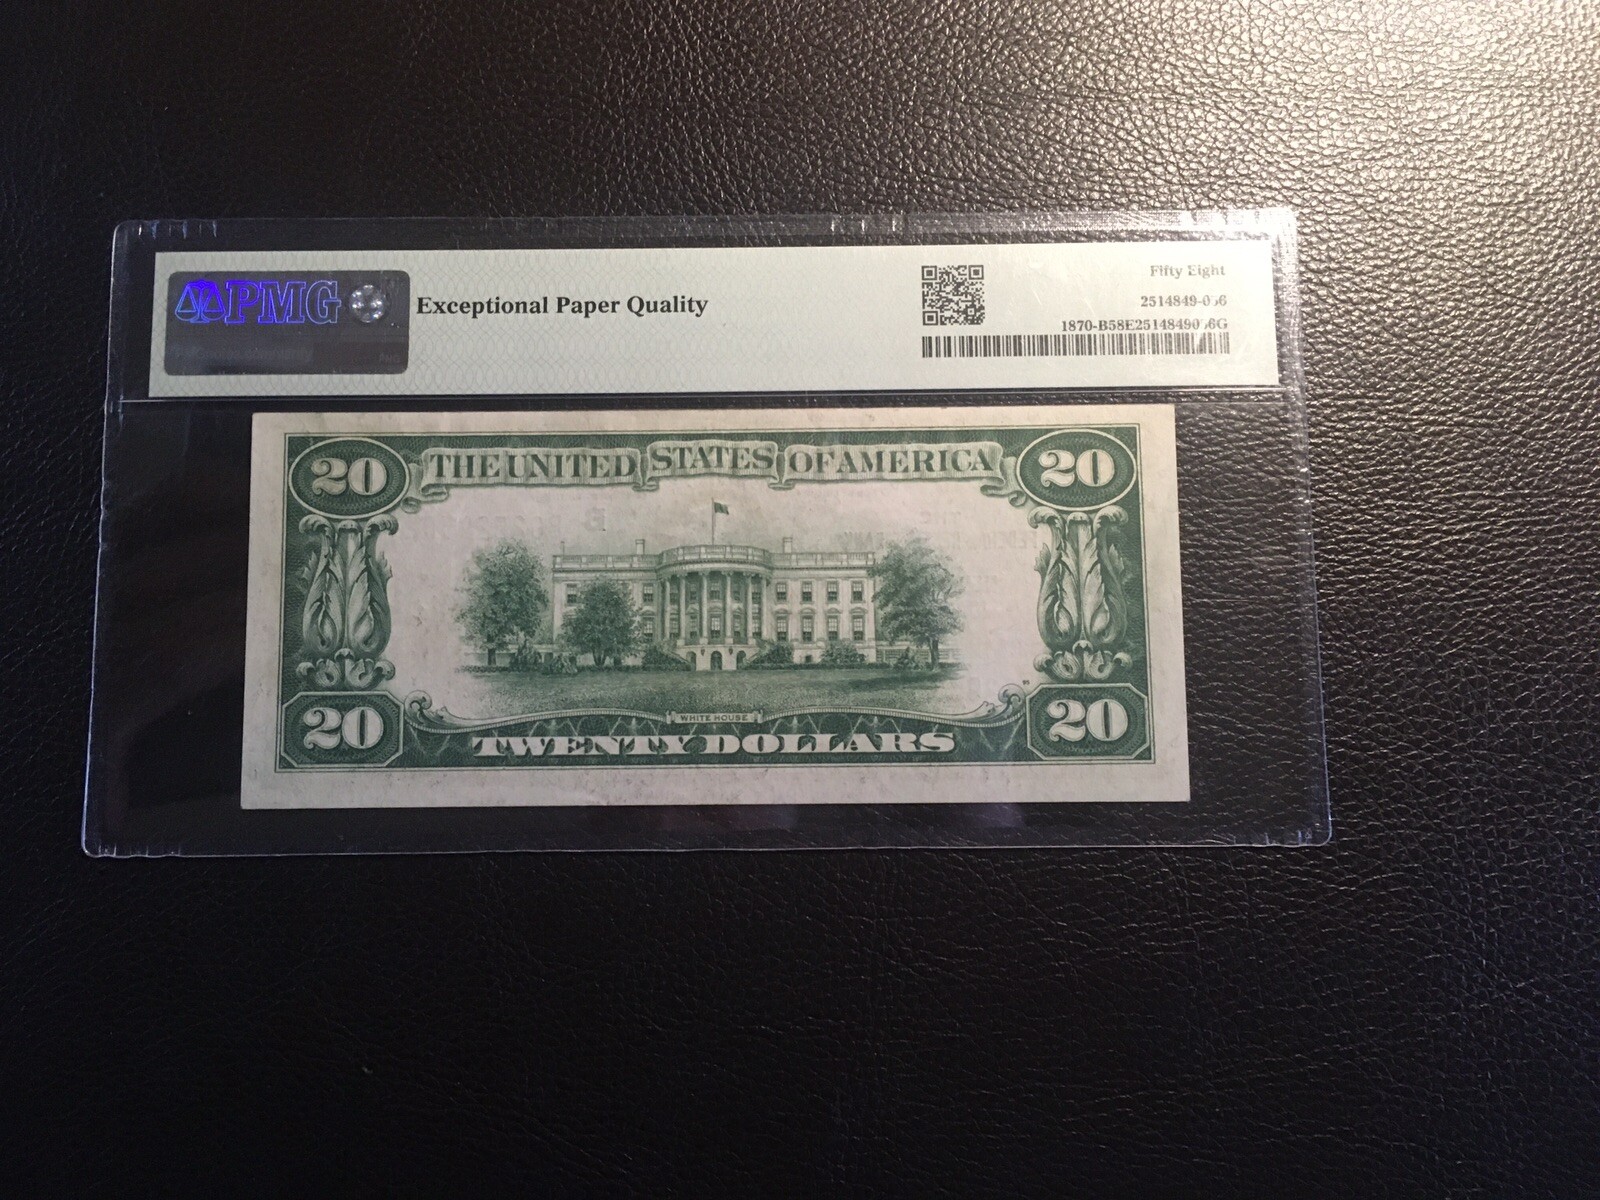 PMG
Exceptional Paper Quality
Fifty Eight
20 THE UNITED STATES OF AMERICA 20
WHITE HOUSE
20 TWENTY DOLLARS 20